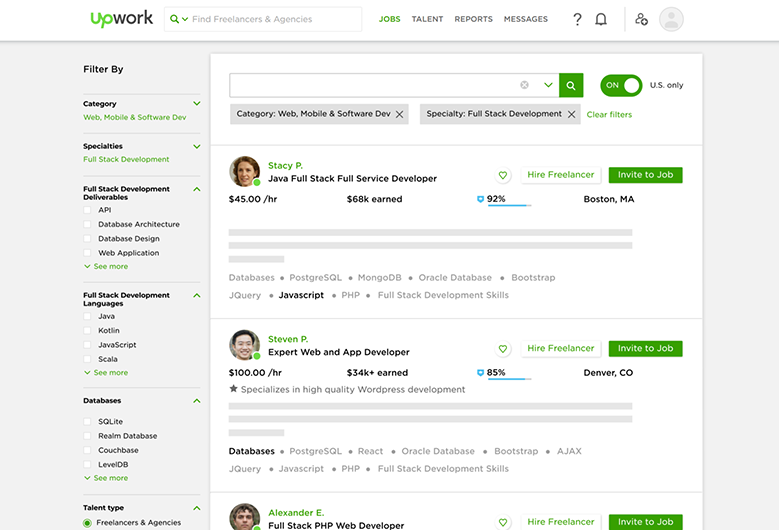 upwork
Find Freelancers & Agencies
JOBS TALENT REPORTS MESSAGES
?
Filter By
Category
Web, Mobile & Software Dev
Specialties
Full Stack Development
Full Stack Development
Deliverables
API
Database Architecture
Database Design
Web Application
See more
Full Stack Development
Languages
Java
Kotlin
JavaScript
Scala
See more
Databases
SQLite
Realm Database
Couchbase
LevelDB
See more
Talent type
Freelancers & Agencies
ON U.S. only
Category: Web, Mobile & Software Dev Specialty: Full Stack Development Clear filters
Stacy P.
Java Full Stack Full Service Developer
Hire Freelancer Invite to Job
$45.00 /hr $68k earned 92% Boston, MA
Databases • PostgreSQL • MongoDB • Oracle Database • Bootstrap
JQuery • Javascript • PHP • Full Stack Development Skills
Steven P.
Expert Web and App Developer
Hire Freelancer Invite to Job
$100.00 /hr $34k+ earned 85% Denver, CO
Specializes in high quality Wordpress development
Databases • PostgreSQL • React • Oracle Database • Bootstrap • AJAX
JQuery • Javascript • PHP • Full Stack Development Skills
Alexander E.
Full Stack PHP Web Developer
Hire Freelancer Invite to Job